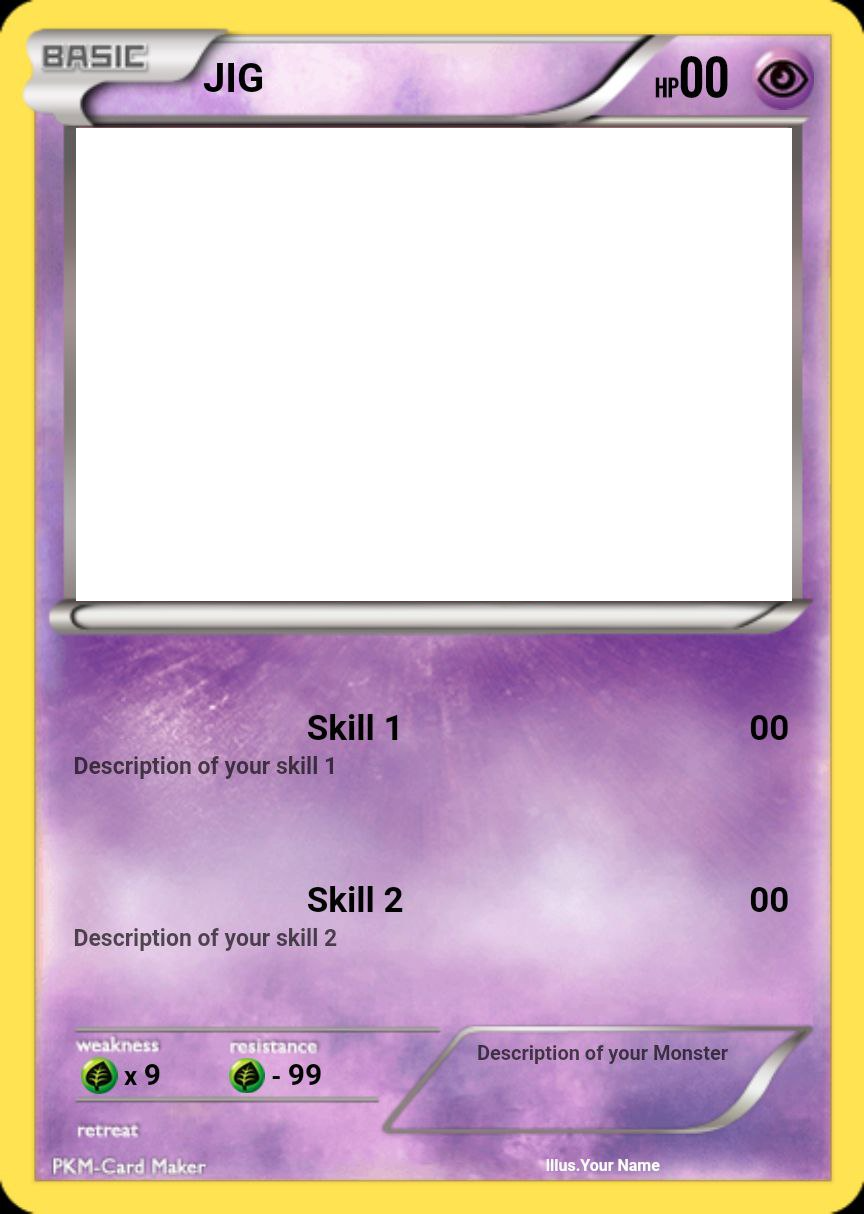 BASIC
JIG
HP00
Skill 1 00
Description of your skill 1
Skill 2 00
Description of your skill 2
weakness resistance
x 9 - 99
Description of your Monster
retreat
PKM-Card Maker
Illus.Your Name